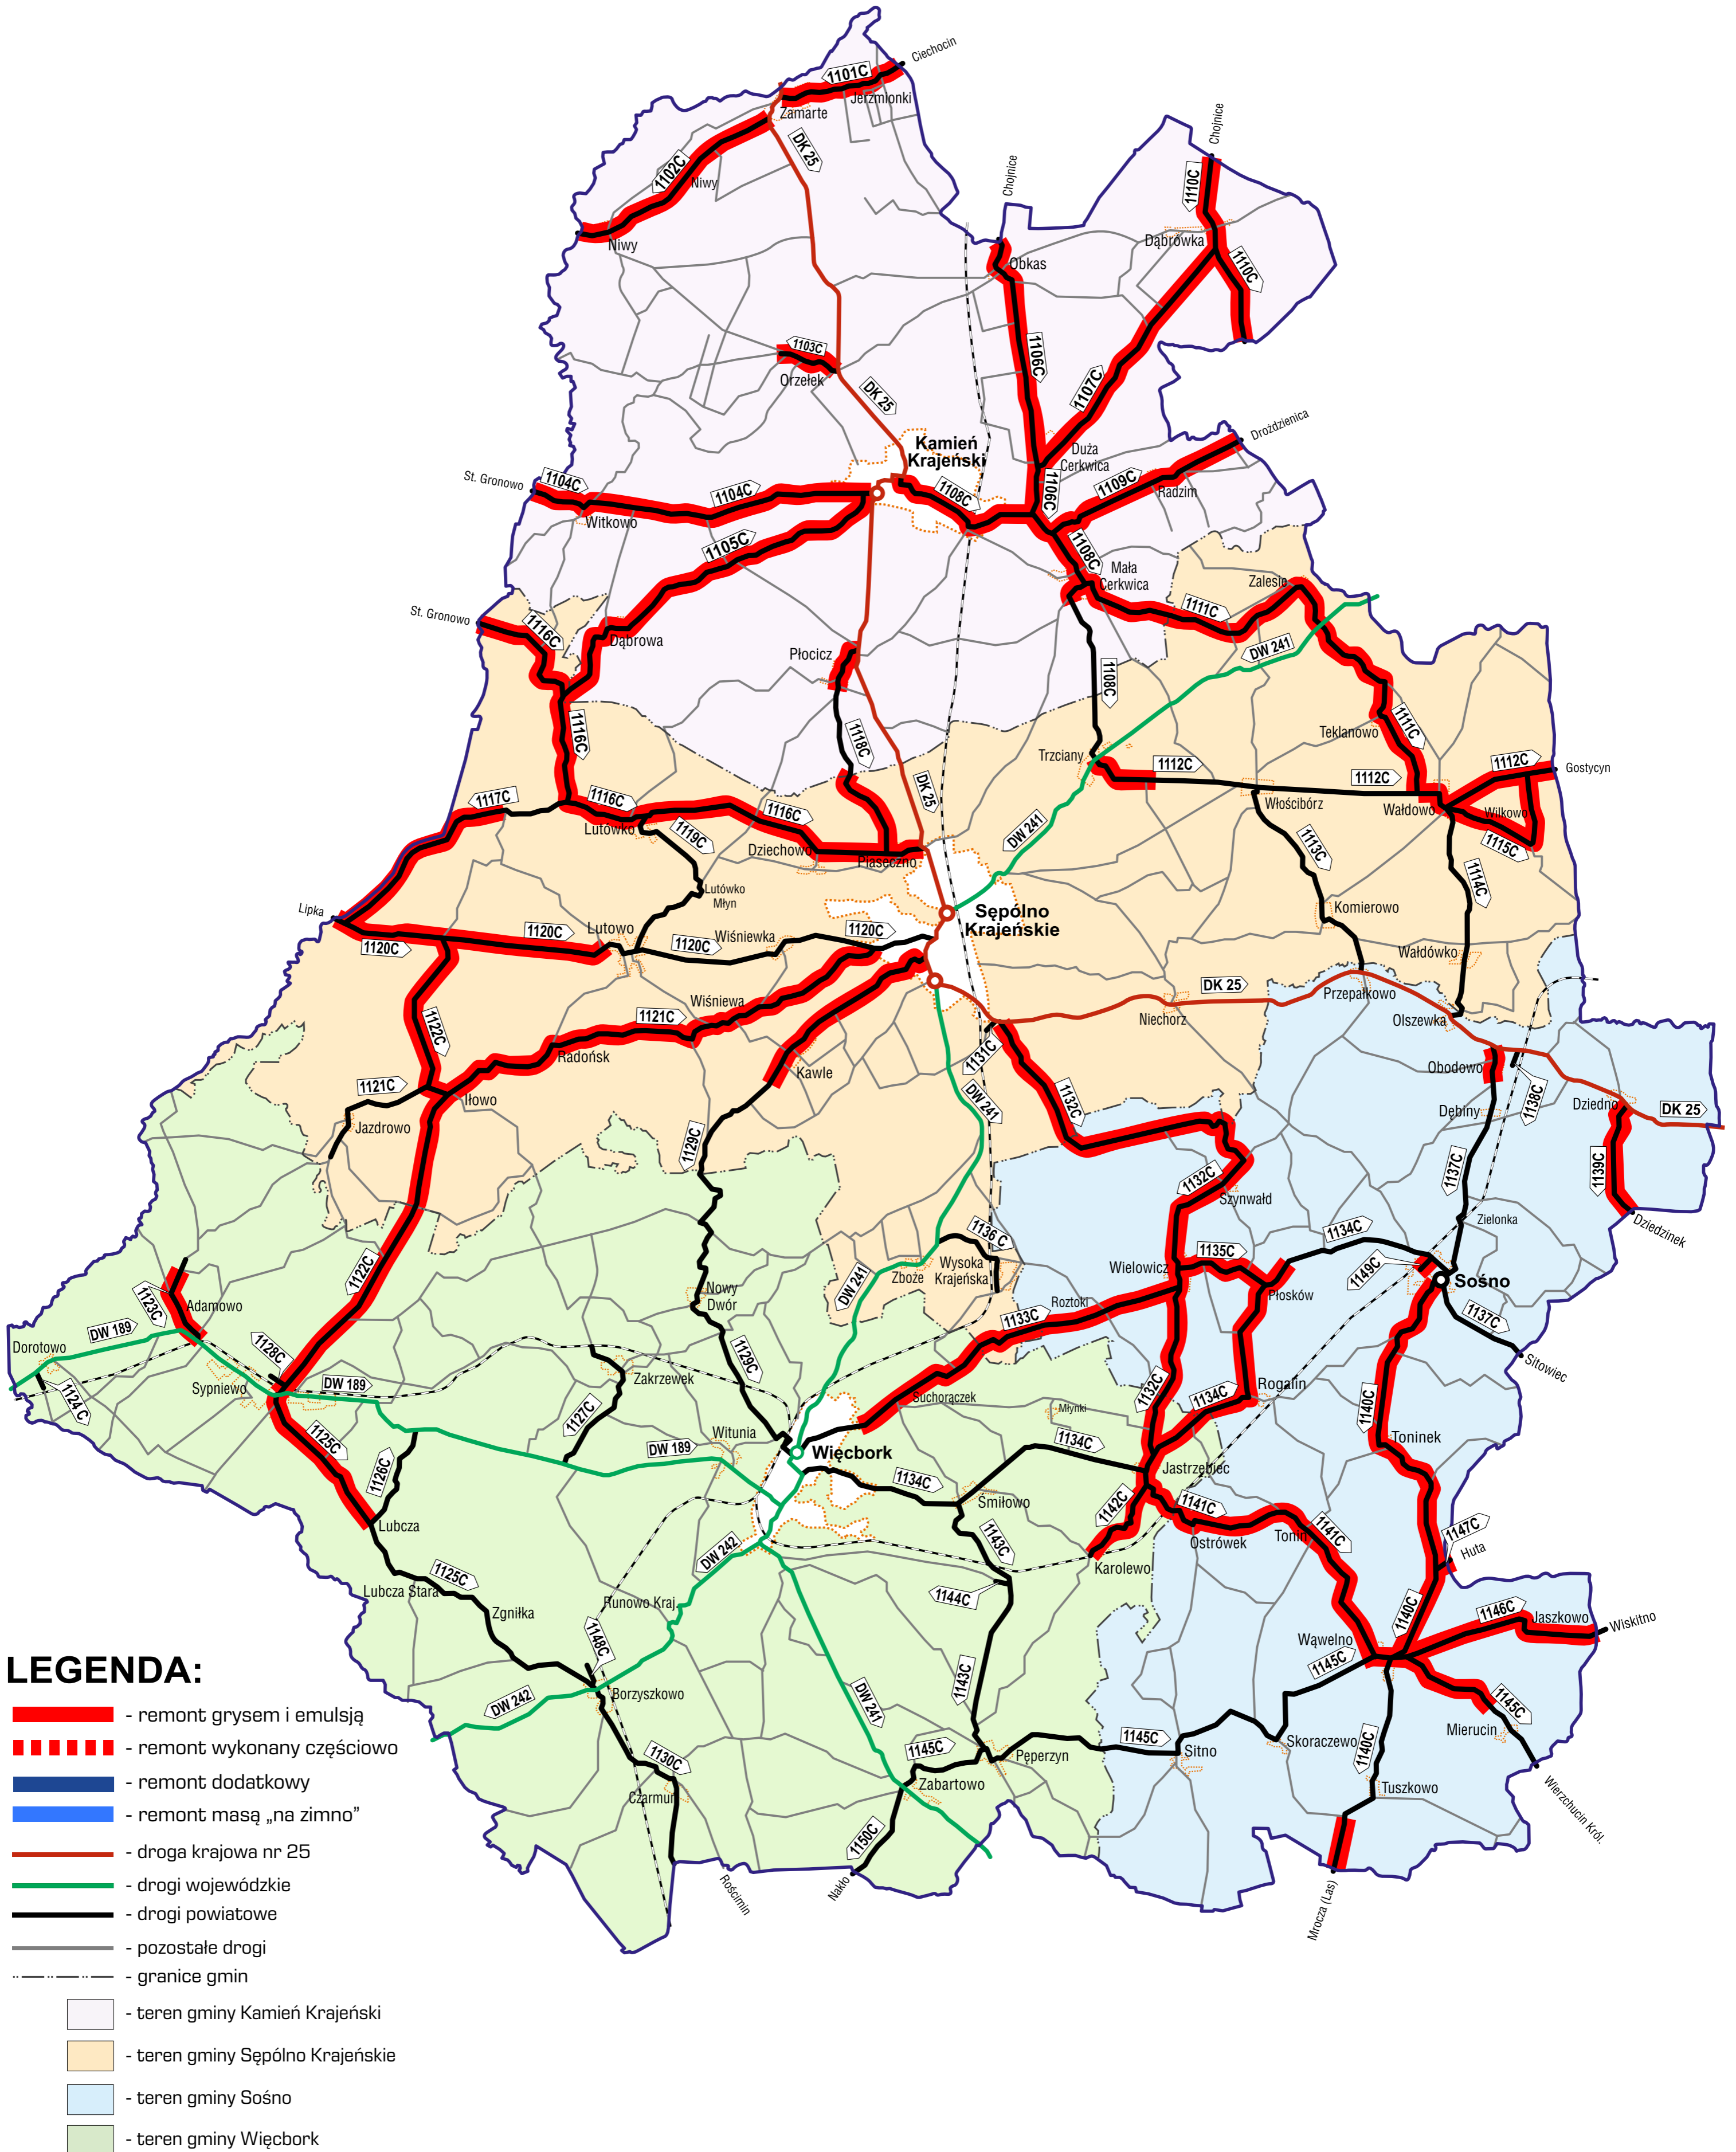 Ciechocin
1101C
Jerzmionki
Zamarte
DK 25
Chojnice
1102C
Niwy
Chojnice
1110C
Niwy
Dąbrówka
Obkas
1110C
1103C
Orzełek
1106C
DK 25
1107C
Drożdzienica
Kamień
Krajeński
Duża
Cerkwica
St. Gronowo
1104C
1104C
1108C
1106C
1109C
Radzim
Witkowo
1105C
1108C
Mała
Cerkwica
Zalesie
St. Gronowo
1116C
1111C
Dąbrowa
Płocicz
DW 241
1108C
1116C
1118C
Teklanowo
1111C
Trzciany
1112C
1112C
1112C
Gostycyn
DK 25
1117C
1116C
1116C
Włościbórz
Wałdowo
Wilkowo
Lutówko
1119C
Dziechowo
Piaseczno
DW 241
1113C
1115C
1114C
Lutówko
Młyn
Lipka
Sępólno
Krajeńskie
Komierowo
1120C
1120C
Lutowo
1120C
Wiśniewka
1120C
Wałdówko
Wiśniewa
DK 25
Przepałkowo
Niechorz
Olszewka
1122C
1121C
Radońsk
1131C
Kawle
Obodowo
1138C
1121C
Iłowo
DW 241
1132C
Dębiny
Dziedno
DK 25
Jazdrowo
1129C
1137C
1139C
1132C
Szynwałd
Zielonka
Dziedzinek
1136 C
1134C
1135C
Wysoka
Krajeńska
Zboże
Wielowicz
1149C
Sośno
1122C
1123C
Adamowo
Nowy
Dwór
DW 241
Roztoki
Płosków
1133C
1137C
Dorotowo
DW 189
1128C
1129C
Sitowiec
Sypniewo
DW 189
Zakrzewek
1124 C
Suchorączek
1132C
1134C
Rogalin
1127C
Młynki
1140C
1125C
Witunia
DW 189
Więcbork
1134C
Toninek
1126C
1134C
Jastrzębiec
Śmiłowo
1142C
1141C
Lubcza
1143C
Ostrówek
Tonin
1141C
1147C
Huta
DW 242
Karolewo
1125C
Lubcza Stara
1144C
Runowo Kraj.
Zgniłka
1140C
1146C
Jaszkowo
Wiskitno
1148C
Wąwelno
1145C
LEGENDA:
1143C
Borzyszkowo
DW 242
DW 241
1145C
- remont grysem i emulsją
Mierucin
- remont wykonany częściowo
1130C
1145C
1145C
Pęperzyn
Sitno
Skoraczewo
1140C
- remont dodatkowy
Zabartowo
Tuszkowo
Wierzchucin Król.
Czarmuń
- remont masą „na zimno”
1150C
- droga krajowa nr 25
- drogi wojewódzkie
Rościmin
Nakło
Mrocza (Las)
- drogi powiatowe
- pozostałe drogi
- granice gmin
- teren gminy Kamień Krajeński
- teren gminy Sępólno Krajeńskie
- teren gminy Sośno
- teren gminy Więcbork